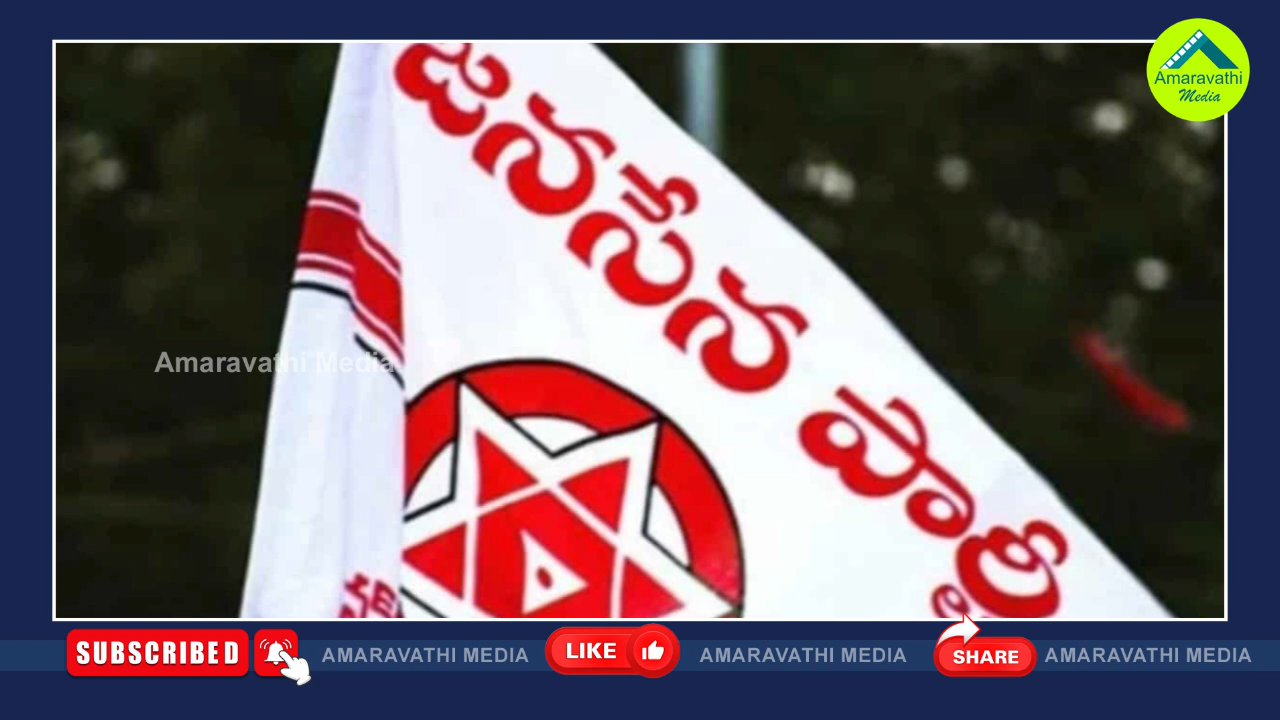 Amaravathi
Media
జనసేన పార్టీ
Amaravathi Media
SUBSCRIBED
AMARAVATHI MEDIA
LIKE
AMARAVATHI MEDIA
SHARE
AMARAVATHI MEDIA